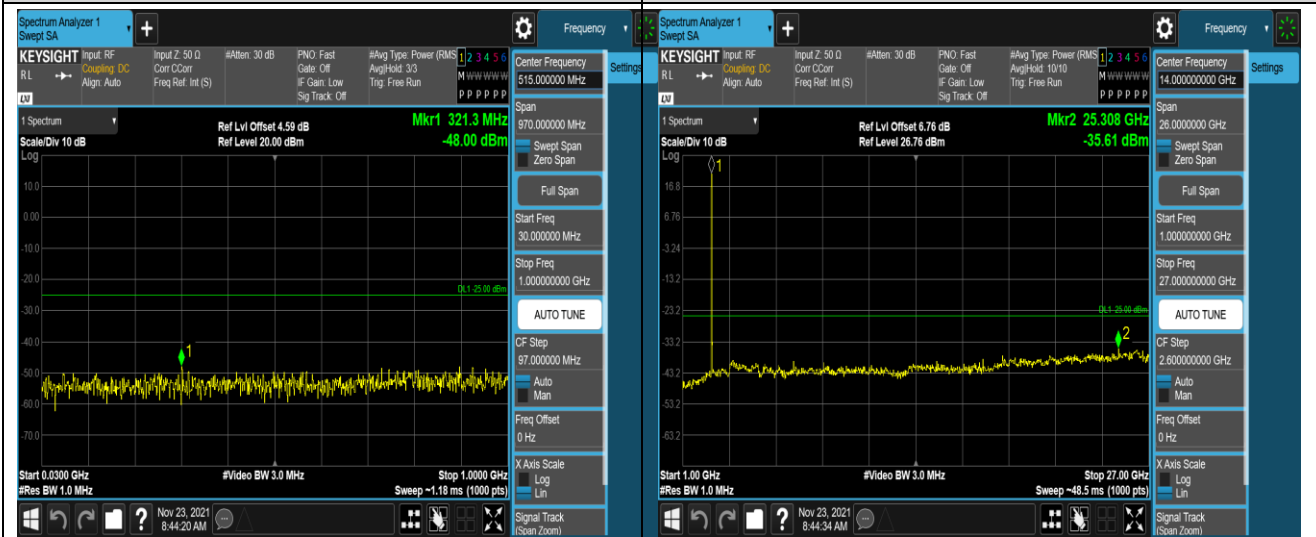 Spectrum Analyzer 1
Swept SA
+
Frequency
KEYSIGHT
RL
LXI
Input: RF
Coupling: DC
Align: Auto
Input Z: 50 Ω
Corr CCorr
Freq Ref: Int (S)
#Atten: 30 dB
PNO: Fast
Gate: Off
IF Gain: Low
Sig Track: Off
#Avg Type: Power (RMS
Avg|Hold: 3/3
Trig: Free Run
1 2 3 4 5 6
M W W W W W
P P P P P P
Center Frequency
515.000000 MHz
Settings
1 Spectrum
Scale/Div 10 dB
Log
Ref Lvl Offset 4.59 dB
Ref Level 20.00 dBm
Mkr1 321.3 MHz
-48.00 dBm
10.0
0.00
-10.0
-20.0
-30.0
-40.0
-50.0
-60.0
-70.0
DL1 -25.00 dBm
1
Start 0.0300 GHz
#Res BW 1.0 MHz
#Video BW 3.0 MHz
Stop 1.0000 GHz
Sweep ~1.18 ms (1000 pts)
Span
970.000000 MHz
Swept Span
Zero Span
Full Span
Start Freq
30.000000 MHz
Stop Freq
1.000000000 GHz
AUTO TUNE
CF Step
97.000000 MHz
Auto
Man
Freq Offset
0 Hz
X Axis Scale
Log
Lin
Signal Track
(Span Zoom)
?
Nov 23, 2021
8:44:20 AM
Spectrum Analyzer 1
Swept SA
+
Frequency
KEYSIGHT
RL
LXI
Input: RF
Coupling: DC
Align: Auto
Input Z: 50 Ω
Corr CCorr
Freq Ref: Int (S)
#Atten: 30 dB
PNO: Fast
Gate: Off
IF Gain: Low
Sig Track: Off
#Avg Type: Power (RMS
Avg|Hold: 10/10
Trig: Free Run
1 2 3 4 5 6
M W W W W W
P P P P P P
Center Frequency
14.000000000 GHz
Settings
1 Spectrum
Scale/Div 10 dB
Log
Ref Lvl Offset 6.76 dB
Ref Level 26.76 dBm
Mkr2 25.308 GHz
-35.61 dBm
16.8
6.76
-3.24
-13.2
-23.2
-33.2
-43.2
-53.2
-63.2
DL1 -25.00 dBm
1
2
Start 1.00 GHz
#Res BW 1.0 MHz
#Video BW 3.0 MHz
Stop 27.00 GHz
Sweep ~48.5 ms (1000 pts)
Span
26.0000000 GHz
Swept Span
Zero Span
Full Span
Start Freq
1.000000000 GHz
Stop Freq
27.000000000 GHz
AUTO TUNE
CF Step
2.600000000 GHz
Auto
Man
Freq Offset
0 Hz
X Axis Scale
Log
Lin
Signal Track
(Span Zoom)
?
Nov 23, 2021
8:44:34 AM